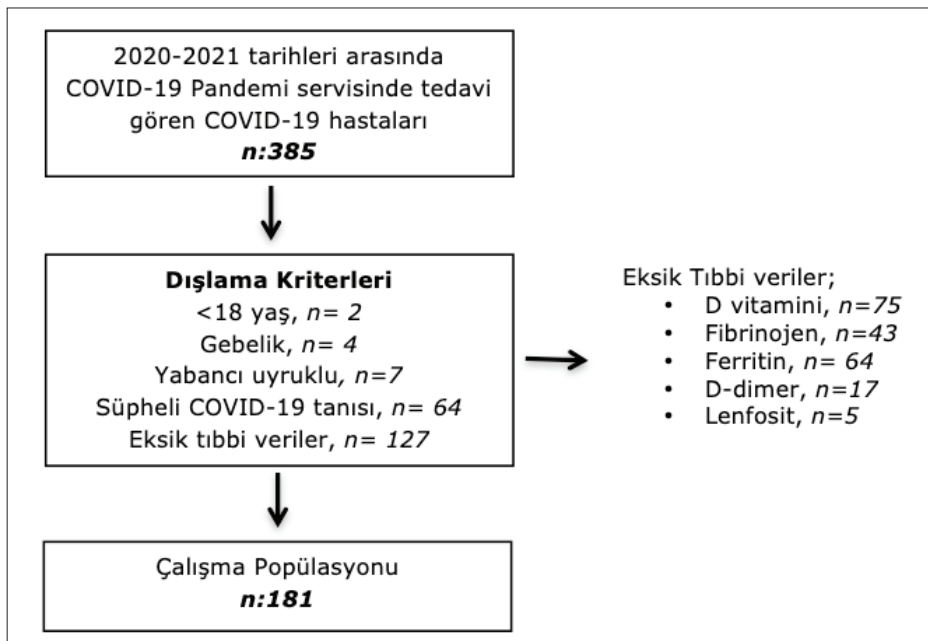 2020-2021 tarihleri arasında
COVID-19 Pandemi servisinde tedavi
gören COVID-19 hastaları
n:385
Dışlama Kriterleri
<18 yaş, n= 2
Gebelik, n= 4
Yabancı uyruklu, n=7
Süpheli COVID-19 tanısı, n= 64
Eksik tıbbi veriler, n= 127
Eksik Tıbbi veriler;
• D vitamini, n=75
• Fibrinojen, n=43
• Ferritin, n= 64
• D-dimer, n=17
• Lenfosit, n=5
Çalışma Popülasyonu
n:181